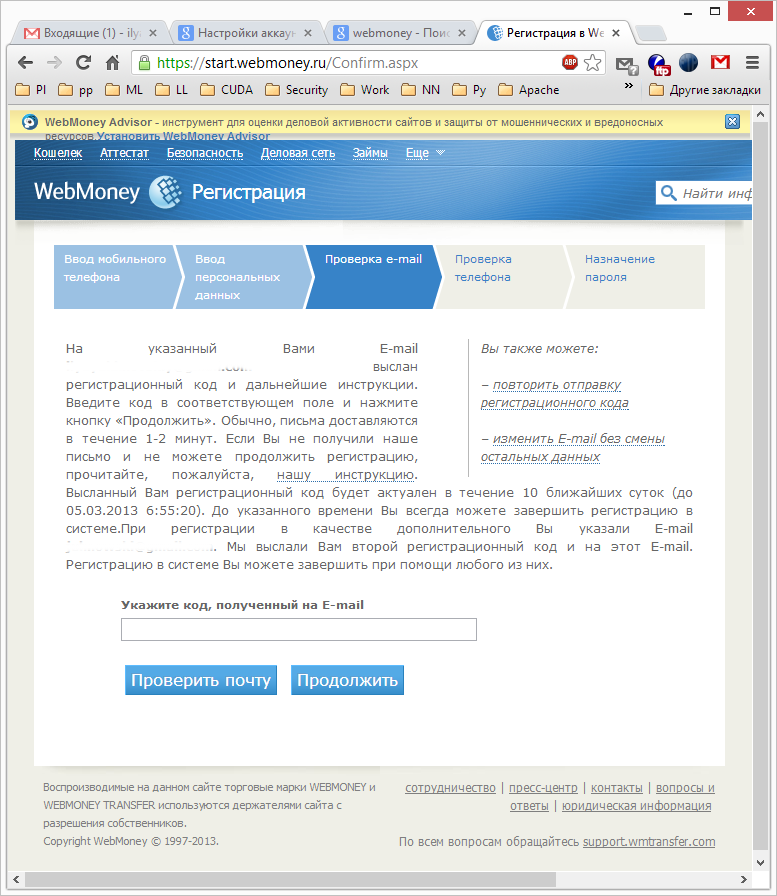 Входящие (1) - ily
Настройки аккаун
webmoney - Поис
Регистрация в We
https://start.webmoney.ru/Confirm.aspx
ABP
?
ftp
PI
pp
ML
LL
CUDA
Security
Work
NN
Py
Apache
»
Другие закладки
WebMoney Advisor - инструмент для оценки деловой активности сайтов и защиты от мошеннических и вредоносных
ресурсов Установить WebMoney Advisor
Кошелек Аттестат Безопасность Деловая сеть Займы Еще
WebMoney Регистрация
Найти инф
Ввод мобильного
телефона
Ввод
персональных
данных
Проверка e-mail
Проверка
телефона
Назначение
пароля
На указанный Вами E-mail
выслан
регистрационный код и дальнейшие инструкции.
Введите код в соответствующем поле и нажмите
кнопку «Продолжить». Обычно, письма доставляются
в течение 1-2 минут. Если Вы не получили наше
письмо и не можете продолжить регистрацию,
прочитайте, пожалуйста, нашу инструкцию.
Высланный Вам регистрационный код будет актуален в течение 10 ближайших суток (до
05.03.2013 6:55:20). До указанного времени Вы всегда можете завершить регистрацию в
системе.При регистрации в качестве дополнительного Вы указали E-mail
. Мы выслали Вам второй регистрационный код и на этот E-mail.
Регистрацию в системе Вы можете завершить при помощи любого из них.
Вы также можете:
– повторить отправку
регистрационного кода
– изменить E-mail без смены
остальных данных
Укажите код, полученный на E-mail
Проверить почту
Продолжить
Воспроизводимые на данном сайте торговые марки WEBMONEY и
WEBMONEY TRANSFER используются держателями сайта с
разрешения собственников.
Copyright WebMoney © 1997-2013.
сотрудничество | пресс-центр | контакты | вопросы и
ответы | юридическая информация
По всем вопросам обращайтесь support.wmtransfer.com